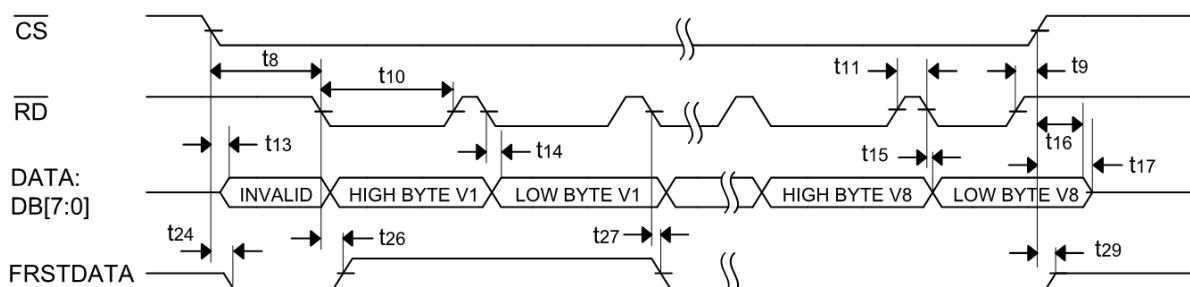 CS
t8
t10
t11
t9
RD
t13
t14
t15
t16
t17
DATA:
DB[7:0]
INVALID
HIGH BYTE V1
LOW BYTE V1
HIGH BYTE V8
LOW BYTE V8
t24
t26
t27
t29
FRSTDATA